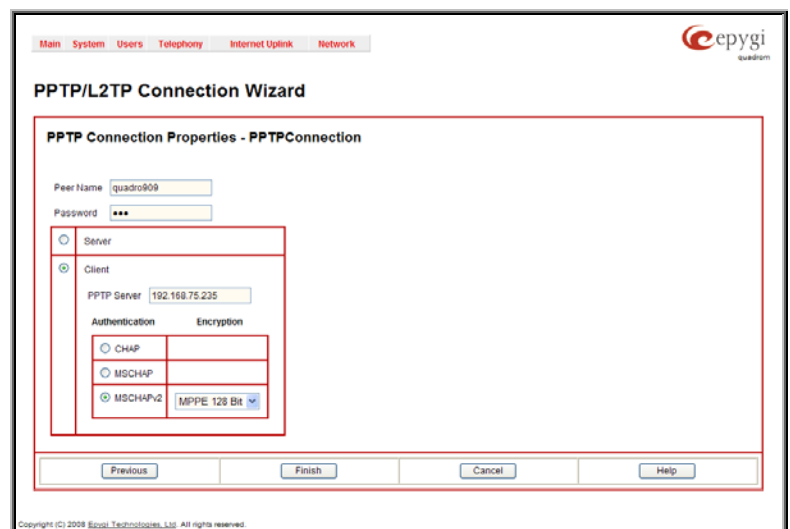 Main System Users Telephony Internet Uplink Network
epygi
quadrom
PPTP/L2TP Connection Wizard
PPTP Connection Properties - PPTPConnection
Peer Name quadro909
Password •••
Server
Client
PPTP Server 192.168.75.235
Authentication Encryption
CHAP
MSCHAP
MSCHAPv2 MPPE 128 Bit
Previous Finish Cancel Help
Copyright (C) 2008 Epygi Technologies, Ltd. All rights reserved.